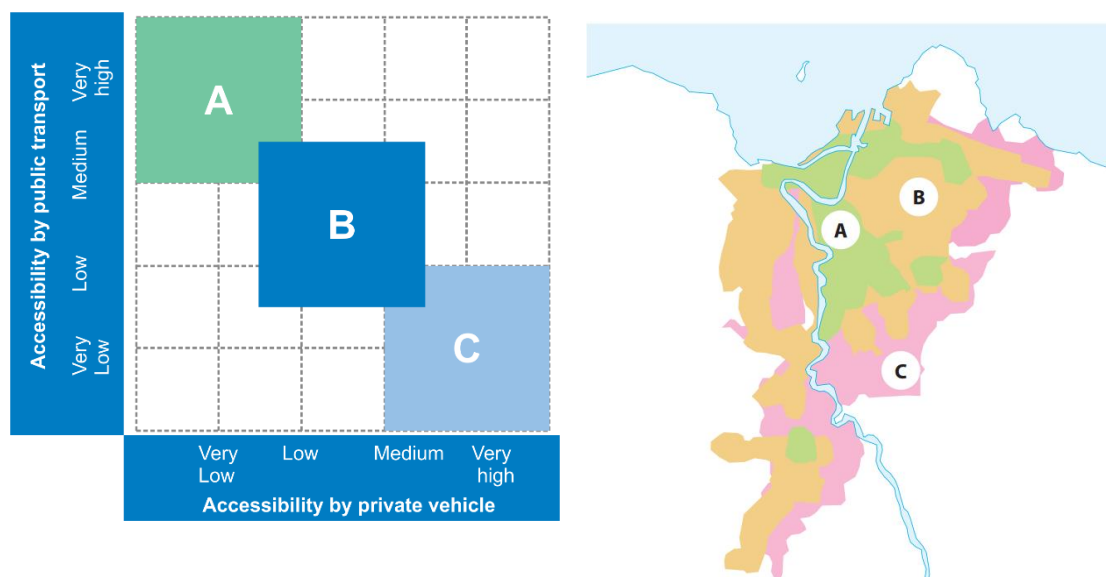 Accessibility by public transport
Very
high
Medium
Low
Very
Low
A
B
C
Very
Low
Low
Medium
Very
high
Accessibility by private vehicle
A
B
C